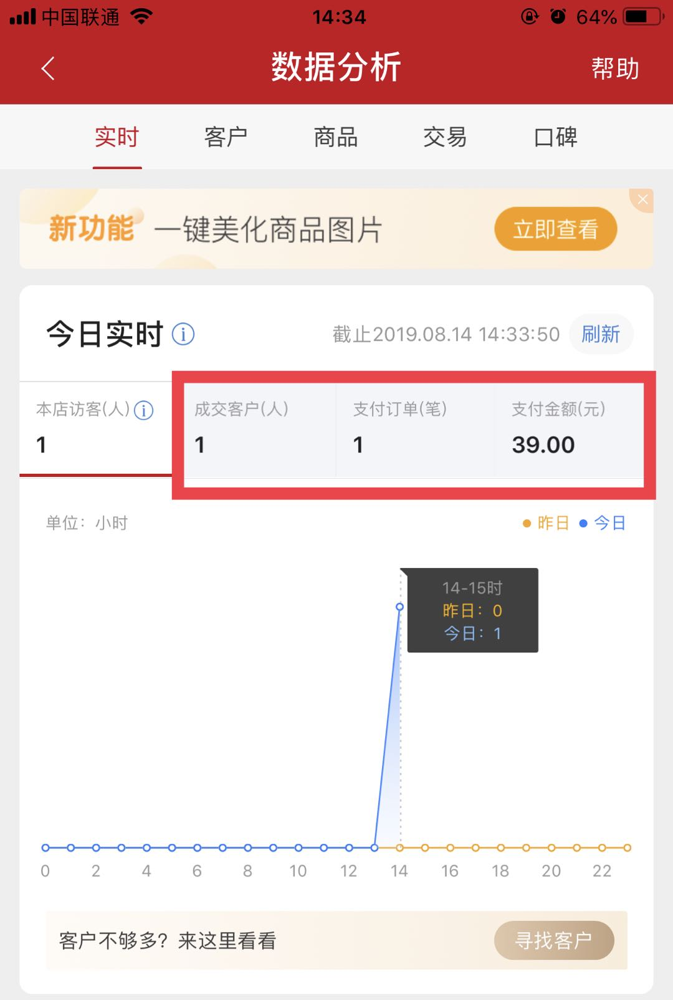 中国联通 14:34 64%
数据分析 帮助
实时 客户 商品 交易 口碑
新功能 一键美化商品图片 立即查看
今日实时 截止2019.08.14 14:33:50 刷新
本店访客(人) 成交客户(人) 支付订单(笔) 支付金额(元)
1 1 1 39.00
单位：小时 昨日 今日
14-15时
昨日：0
今日：1
0 2 4 6 8 10 12 14 16 18 20 22
客户不够多？来这里看看 寻找客户